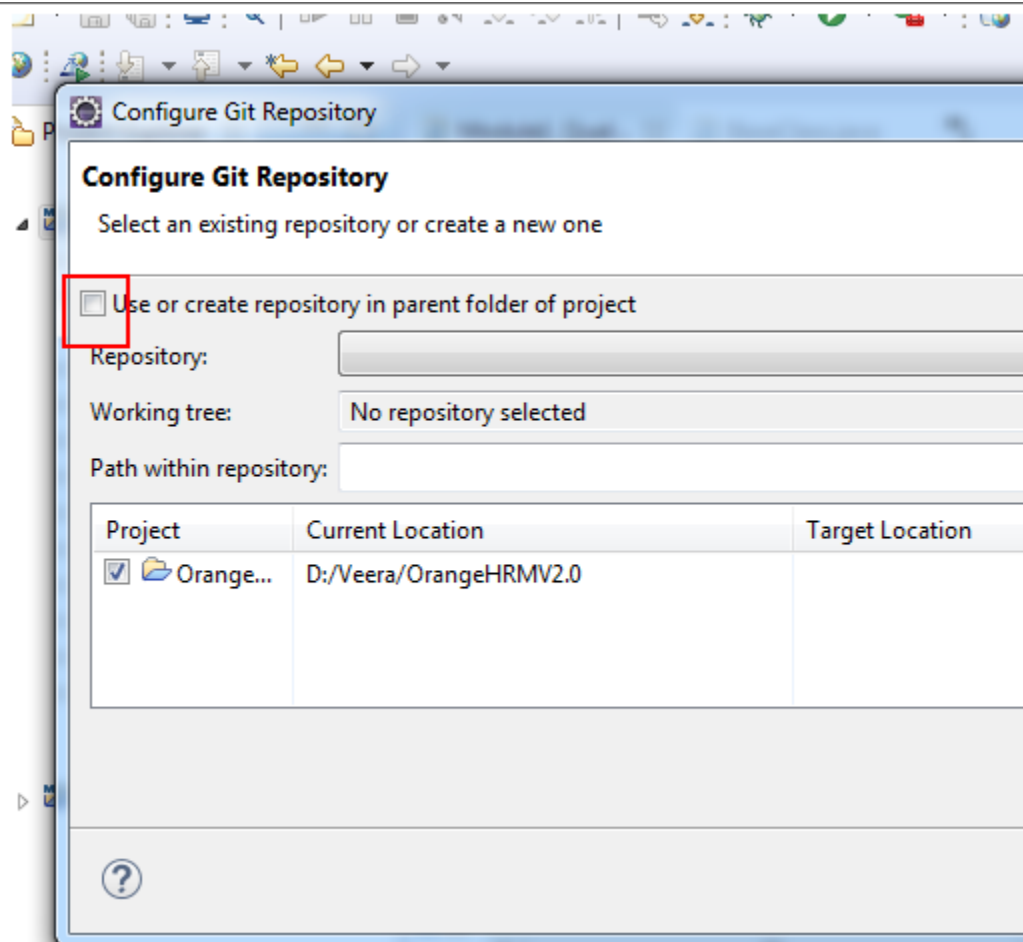 Configure Git Repository
Configure Git Repository
Select an existing repository or create a new one
Use or create repository in parent folder of project
Repository:
Working tree: No repository selected
Path within repository:
Project Current Location Target Location
Orange... D:/Veera/OrangeHRMV2.0